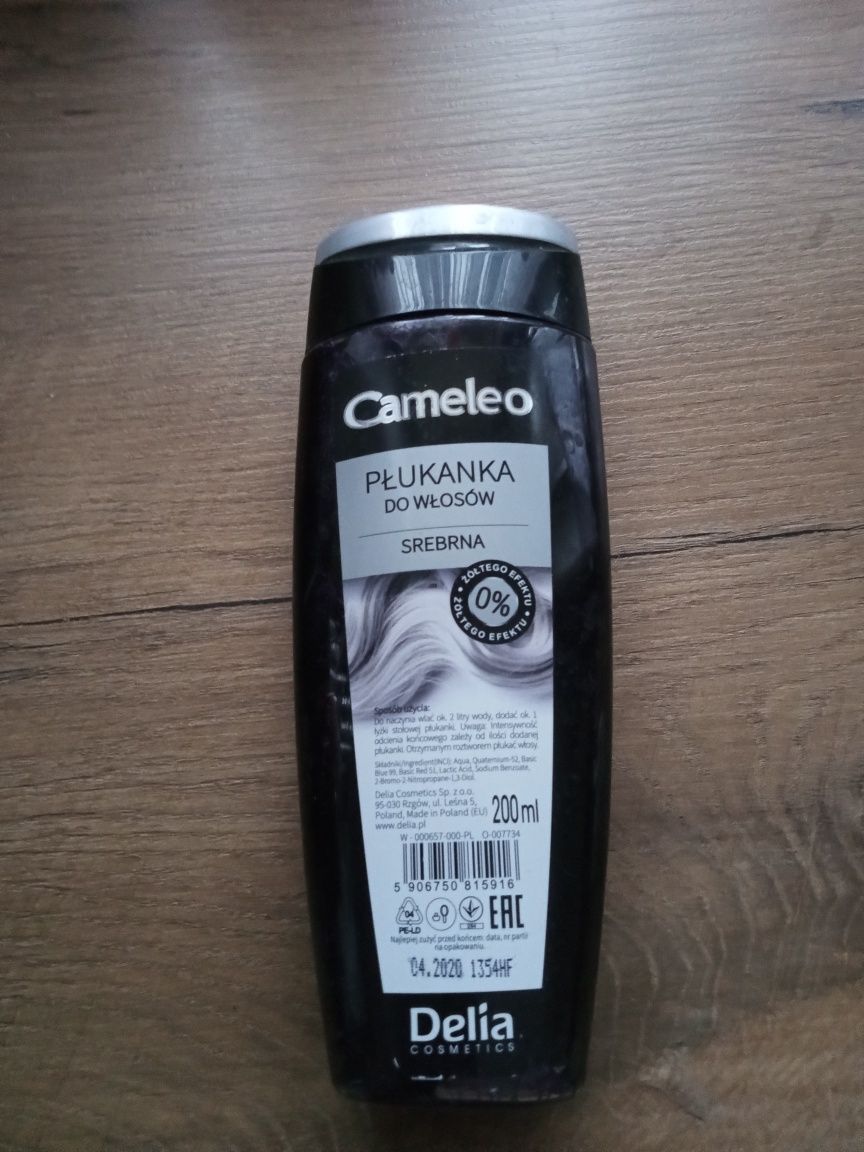 Cameleo
PŁUKANKA
DO WŁOSÓW
SREBRNA
ŻÓŁTEGO EFEKTU
0%
ŻÓŁTEGO EFEKTU
Sposób użycia:
Do naczynia wlać ok. 2 litry wody, dodać ok. 1
łyżki stołowej płukanki. Uwaga: Intensywność
odcienia końcowego zależy od ilości dodanej
płukanki. Otrzymanym roztworem płukać włosy.
Składniki/Ingredient(INCI): Aqua, Quaternium-52, Basic
Blue 99, Basic Red 51, Lactic Acid, Sodium Benzoate,
2-Bromo-2-Nitropropane-1,3-Diol.
Delia Cosmetics Sp. z o.o.
95-030 Rzgów, ul. Leśna 5,
Poland, Made in Poland (EU)
www.delia.pl
200ml
W - 000657-000-PL O-007734
5 906750 815916
04
PE-LD
EAC
Najlepiej zużyć przed końcem: data, nr partii
na opakowaniu.
04.2020 1354HF
Delia
COSMETICS